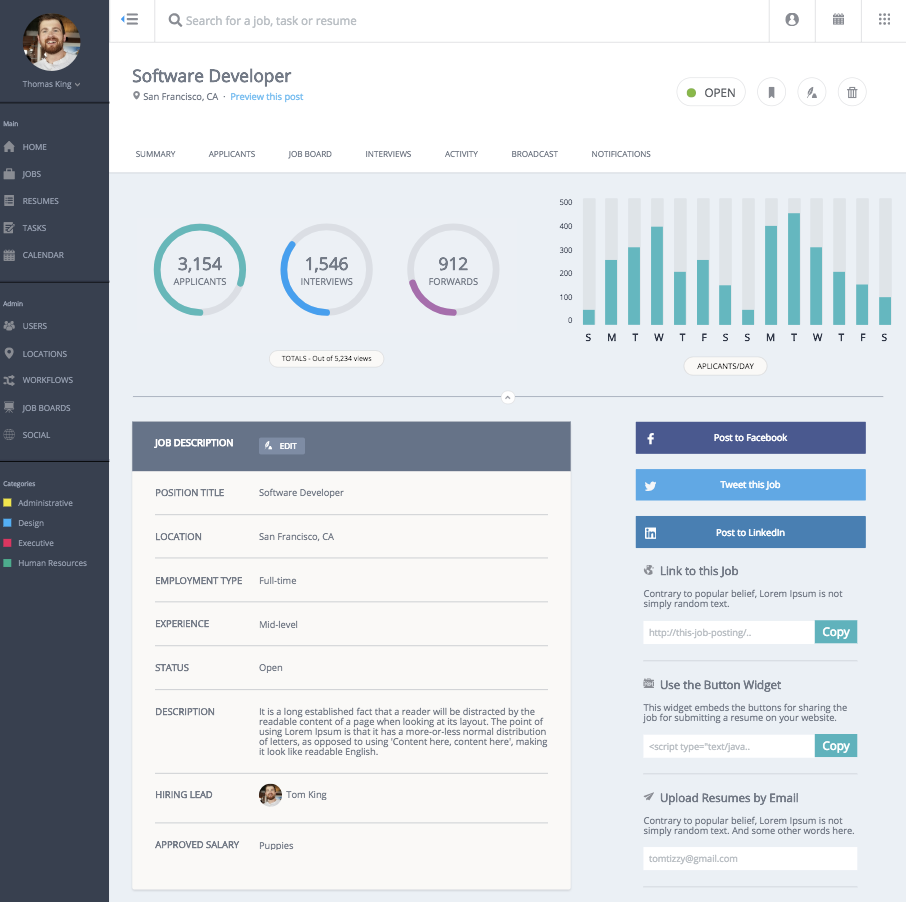 Search for a job, task or resume
Thomas King
Main
HOME
JOBS
RESUMES
TASKS
CALENDAR
Admin
USERS
LOCATIONS
WORKFLOWS
JOB BOARDS
SOCIAL
Categories
Administrative
Design
Executive
Human Resources
Software Developer
San Francisco, CA · Preview this post
OPEN
SUMMARY APPLICANTS JOB BOARD INTERVIEWS ACTIVITY BROADCAST NOTIFICATIONS
3,154
APPLICANTS
1,546
INTERVIEWS
912
FORWARDS
TOTALS - Out of 5,234 views
500
400
300
200
100
0
S M T W T F S S M T W T F S
APLICANTS/DAY
JOB DESCRIPTION EDIT
POSITION TITLE Software Developer
LOCATION San Francisco, CA
EMPLOYMENT TYPE Full-time
EXPERIENCE Mid-level
STATUS Open
DESCRIPTION It is a long established fact that a reader will be distracted by the
readable content of a page when looking at its layout. The point of
using Lorem Ipsum is that it has a more-or-less normal distribution
of letters, as opposed to using 'Content here, content here', making
it look like readable English.
HIRING LEAD Tom King
APPROVED SALARY Puppies
Post to Facebook
Tweet this Job
Post to LinkedIn
Link to this Job
Contrary to popular belief, Lorem Ipsum is not
simply random text.
http://this-job-posting/.. Copy
Use the Button Widget
This widget embeds the buttons for sharing the
job for submitting a resume on your website.
<script type="text/java.. Copy
Upload Resumes by Email
Contrary to popular belief, Lorem Ipsum is not
simply random text. And some other words here.
tomtizzy@gmail.com